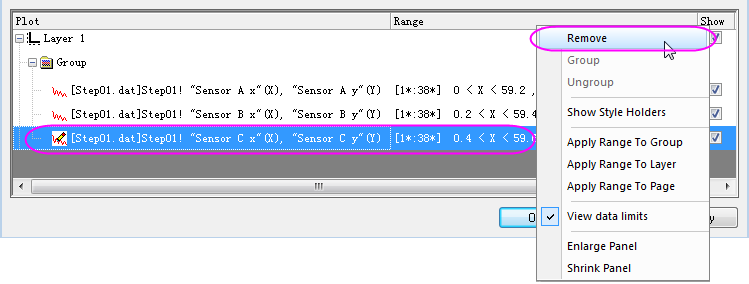 Plot Range Show
Layer 1
Group
[Step01.dat]Step01! "Sensor A x"(X), "Sensor A y"(Y) [1*:38*] 0 < X < 59.2 ,
[Step01.dat]Step01! "Sensor B x"(X), "Sensor B y"(Y) [1*:38*] 0.2 < X < 59.4
[Step01.dat]Step01! "Sensor C x"(X), "Sensor C y"(Y) [1*:38*] 0.4 < X < 59.
Remove
Group
Ungroup
Show Style Holders
Apply Range To Group
Apply Range To Layer
Apply Range To Page
View data limits
Enlarge Panel
Shrink Panel